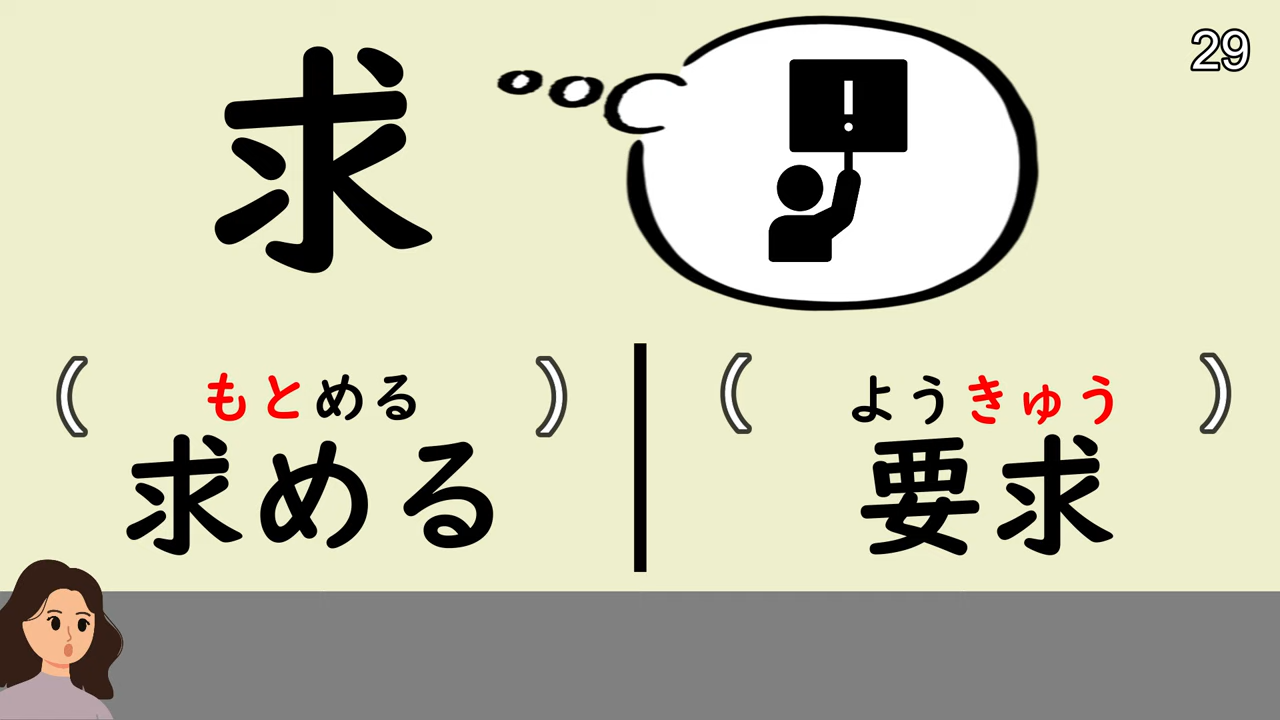 29
求
!
( もとめる )
求める
( ようきゅう )
要求